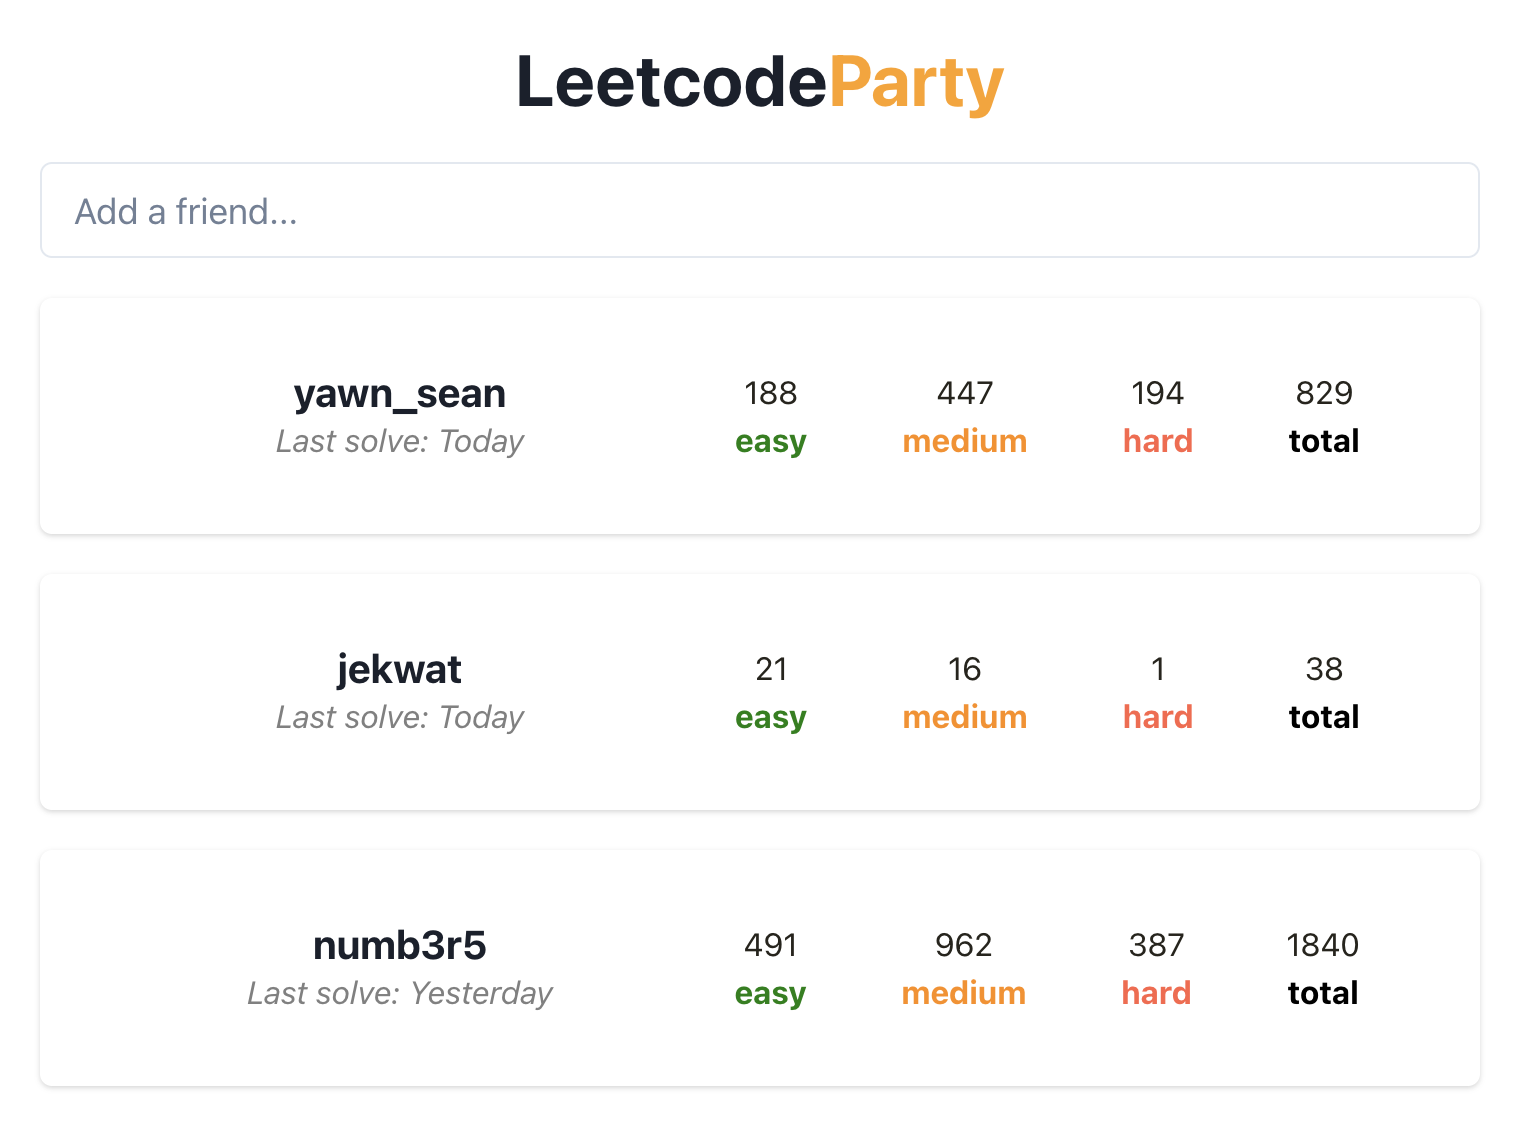 LeetcodeParty
Add a friend...
yawn_sean
Last solve: Today
188 447 194 829
easy medium hard total
jekwat
Last solve: Today
21 16 1 38
easy medium hard total
numb3r5
Last solve: Yesterday
491 962 387 1840
easy medium hard total